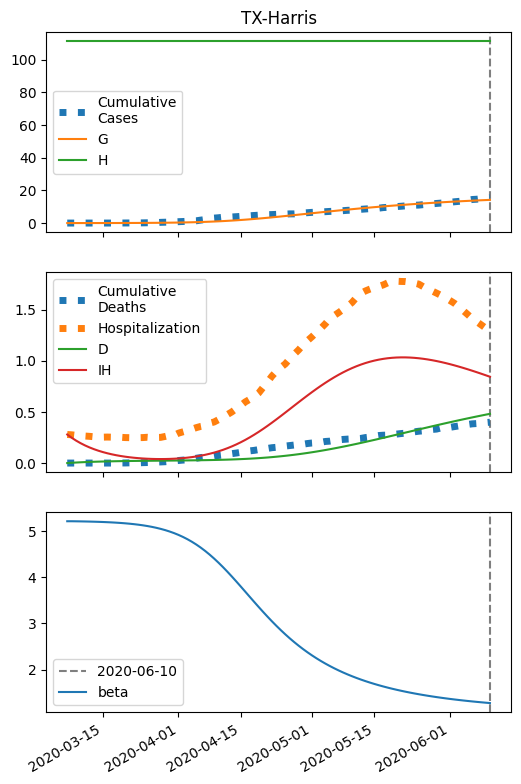 TX-Harris
100
80
60
40
20
0
Cumulative
Cases
G
H
1.5
1.0
0.5
0.0
Cumulative
Deaths
Hospitalization
D
IH
5
4
3
2
2020-06-10
beta
2020-03-15
2020-04-01
2020-04-15
2020-05-01
2020-05-15
2020-06-01